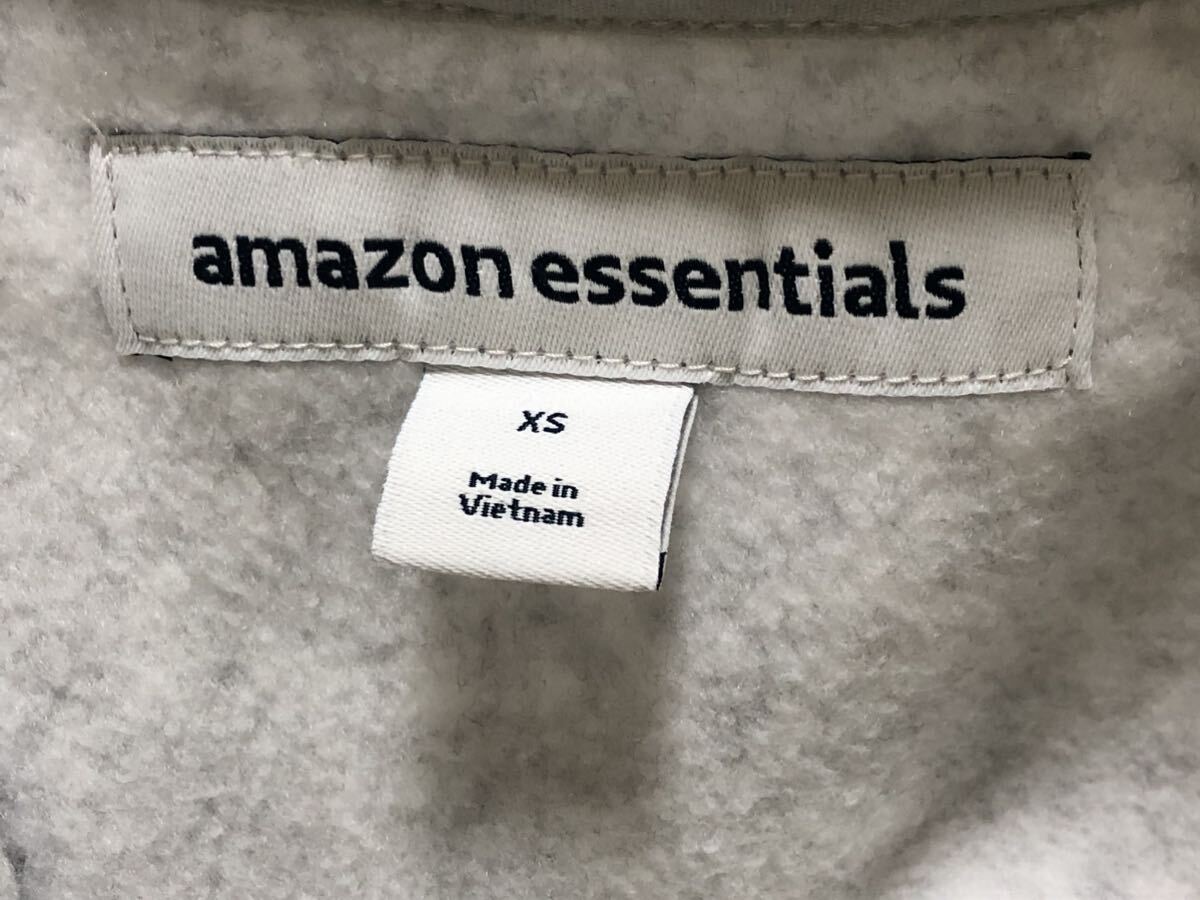 amazon essentials
XS
Made in
Vietnam